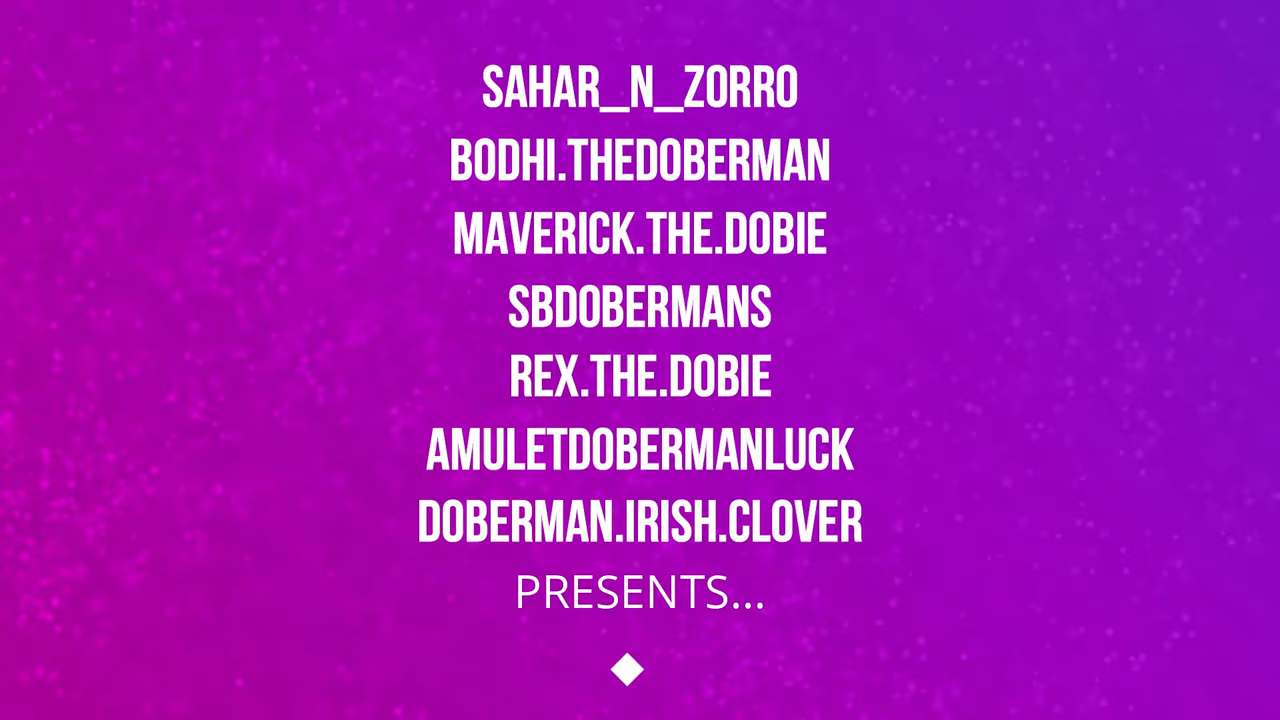 SAHAR_N_ZORRO
BODHI.THEDOBERMAN
MAVERICK.THE.DOBIE
SBDOBERMANS
REX.THE.DOBIE
AMULETDOBERMANLUCK
DOBERMAN.IRISH.CLOVER
PRESENTS...